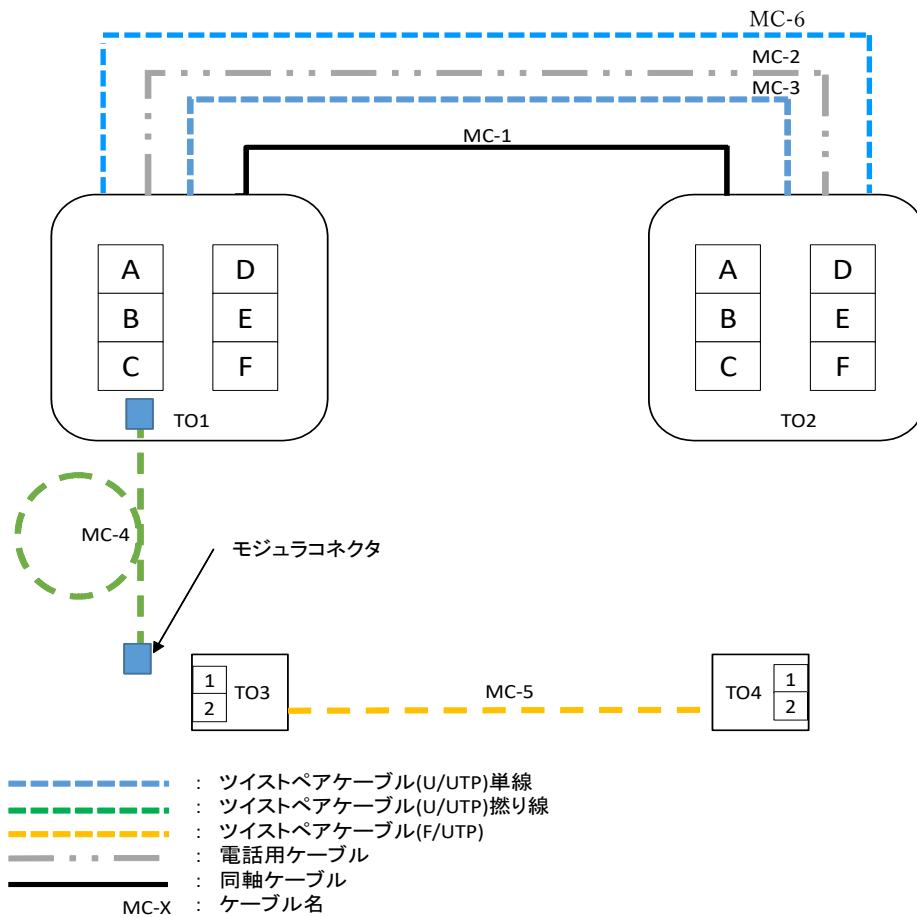 MC-6
MC-2
MC-3
MC-1
A
B
C
D
E
F
TO1
A
B
C
D
E
F
TO2
MC-4
モジュラコネクタ
1
2
TO3
MC-5
TO4
1
2
: ツイストペアケーブル(U/UTP)単線
: ツイストペアケーブル(U/UTP)撚り線
: ツイストペアケーブル(F/UTP)
: 電話用ケーブル
: 同軸ケーブル
MC-X : ケーブル名